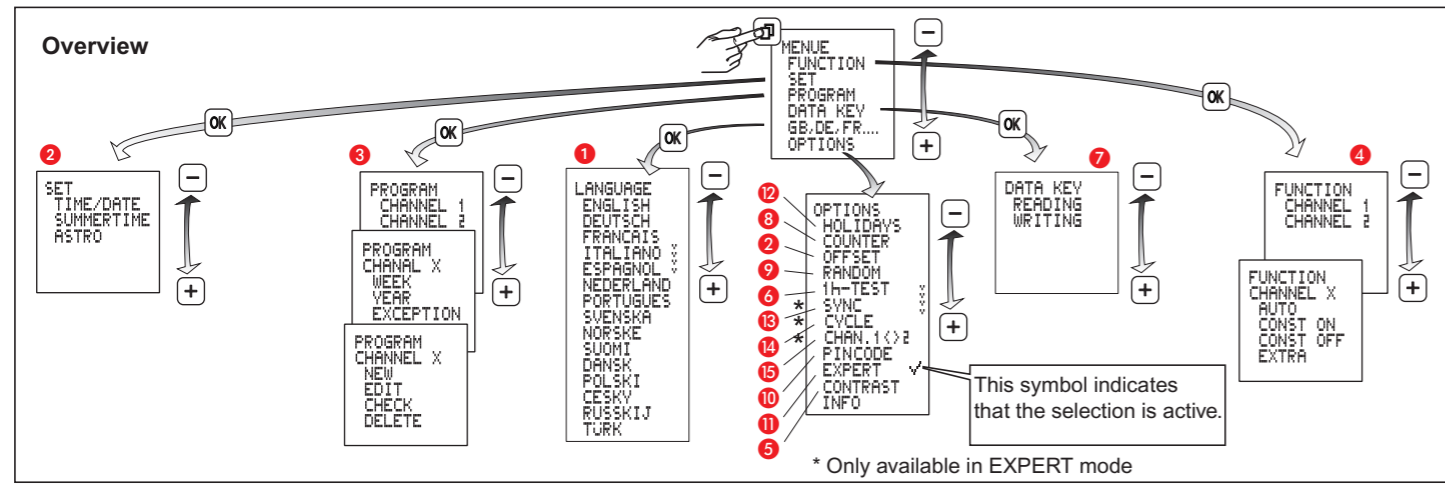 Overview
MENUE
FUNCTION
SET
PROGRAM
DATA KEY
GB,DE,FR....
OPTIONS
−
+
OK
OK
OK
OK
OK
2
SET
TIME/DATE
SUMMERTIME
ASTRO
−
+
3
PROGRAM
CHANNEL 1
CHANNEL 2
PROGRAM
CHANAL X
WEEK
YEAR
EXCEPTION
PROGRAM
CHANNEL X
NEW
EDIT
CHECK
DELETE
−
+
1
LANGUAGE
ENGLISH
DEUTSCH
FRANCAIS
ITALIANO
ESPAGNOL
NEDERLAND
PORTUGUES
SVENSKA
NORSKE
SUOMI
DANSK
POLSKI
CESKY
RUSSKIJ
TÜRK
−
+
12
8
2
9
6
13
14
15
10
11
5
*
*
*
OPTIONS
HOLIDAYS
COUNTER
OFFSET
RANDOM
1h-TEST
SYNC
CYCLE
CHAN.1<>2
PINCODE
EXPERT ✓
CONTRAST
INFO
−
+
This symbol indicates
that the selection is active.
* Only available in EXPERT mode
7
DATA KEY
READING
WRITING
−
+
4
FUNCTION
CHANNEL 1
CHANNEL 2
FUNCTION
CHANNEL X
AUTO
CONST ON
CONST OFF
EXTRA
−
+